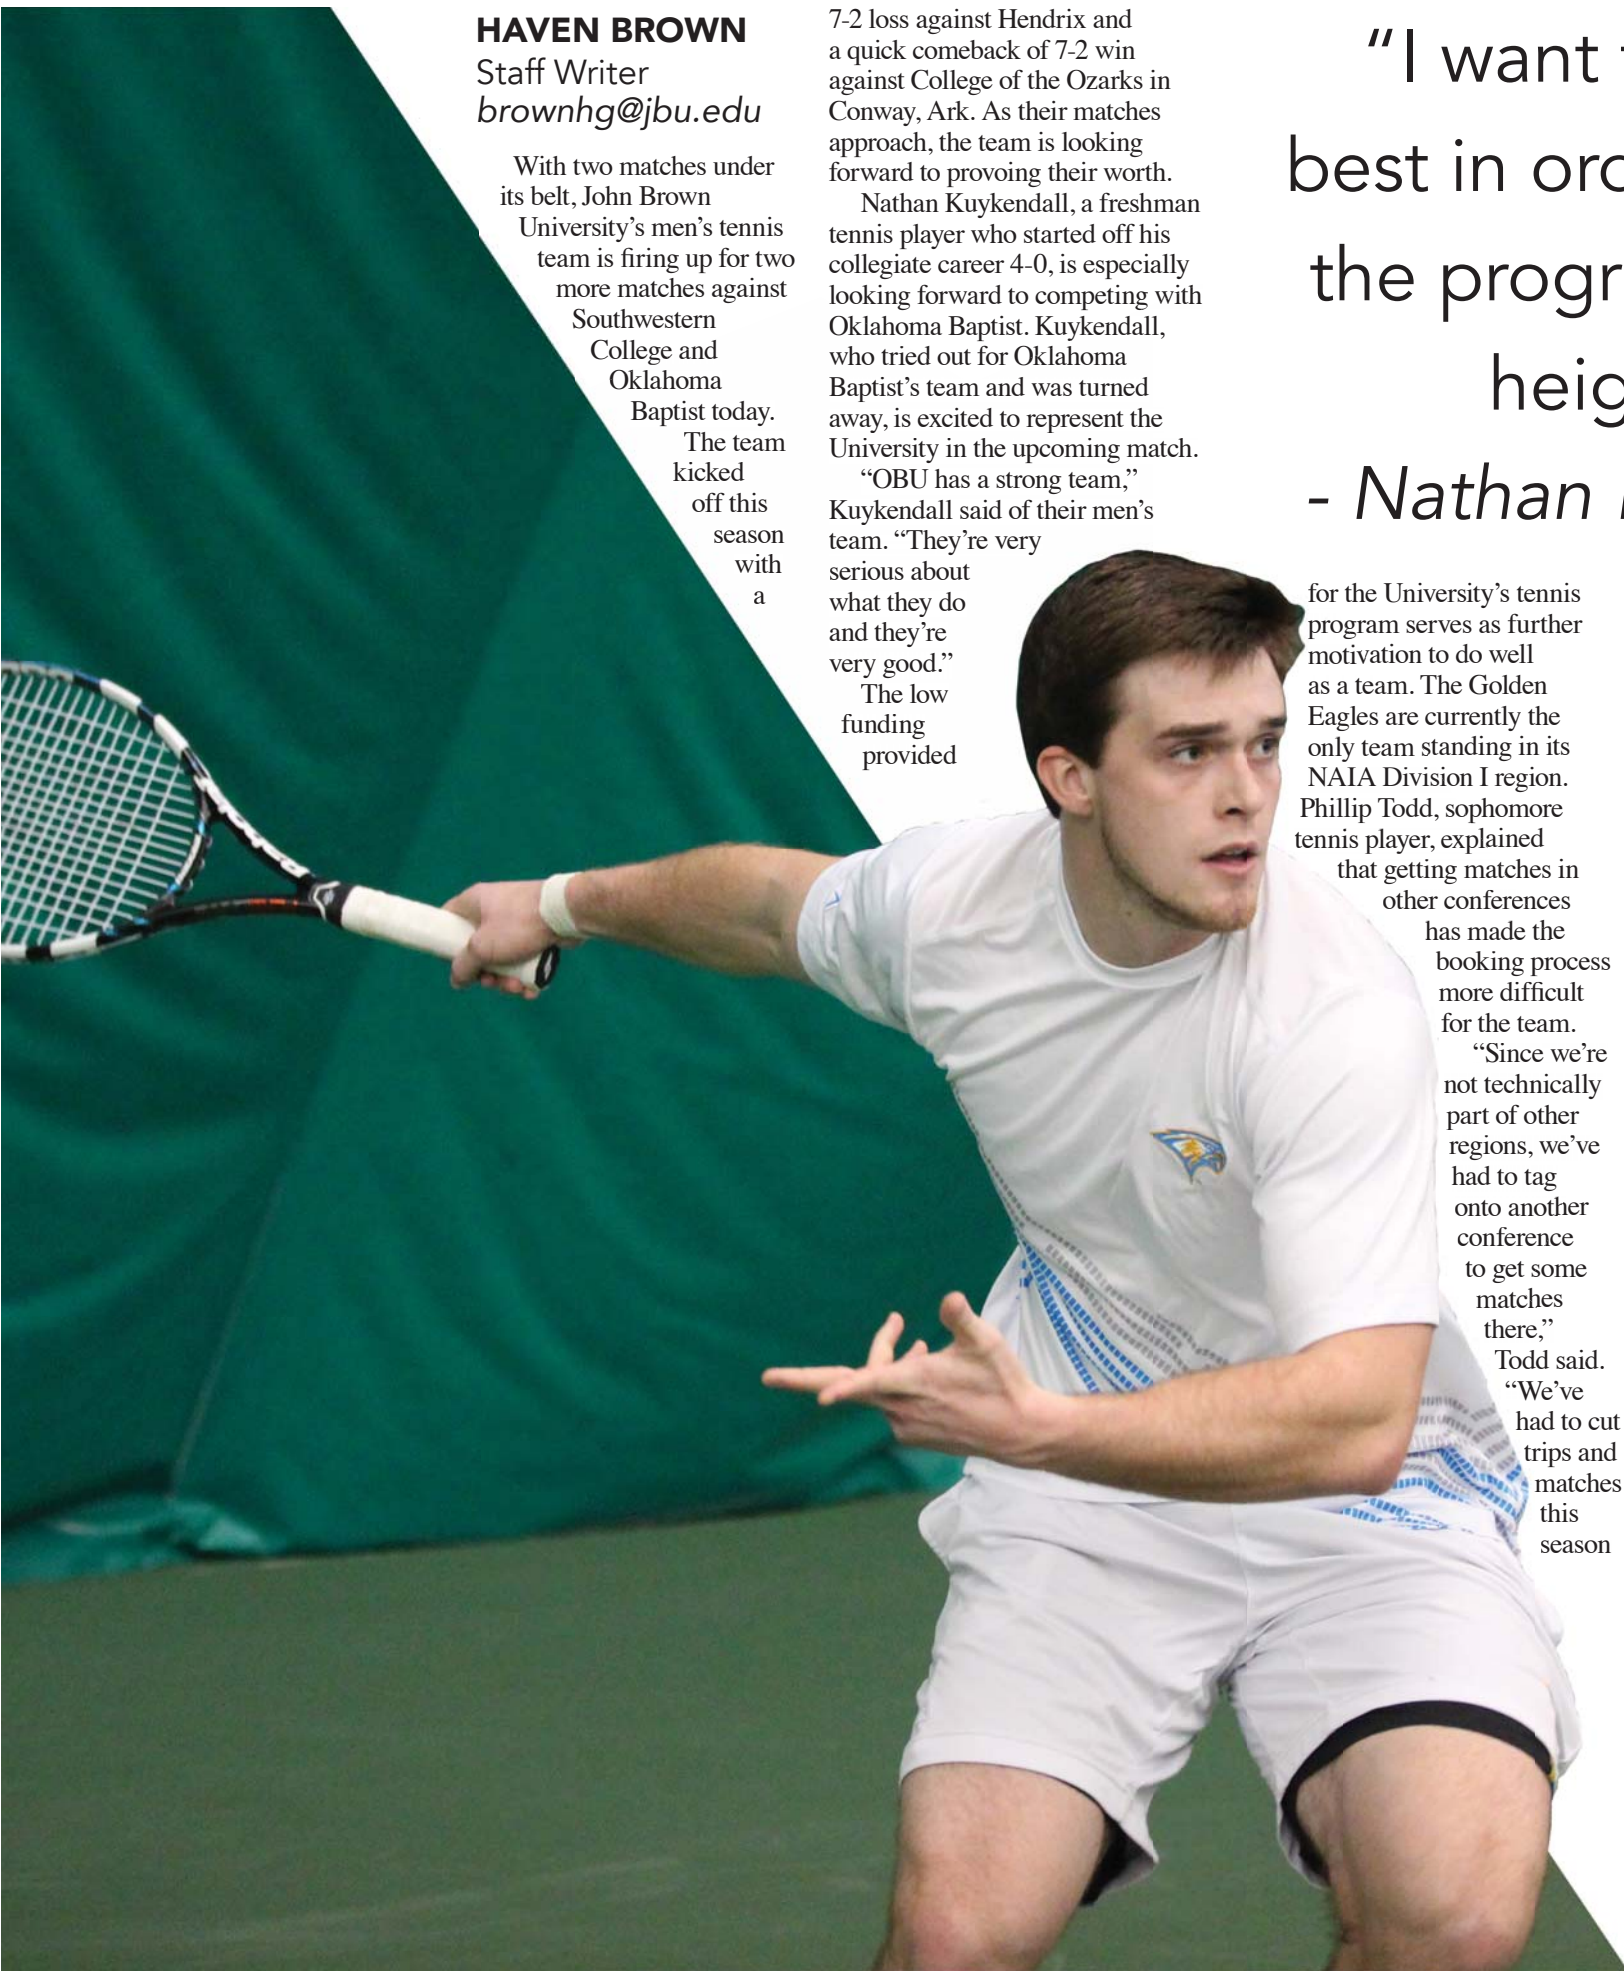 HAVEN BROWN
Staff Writer
brownhg@jbu.edu
With two matches under
its belt, John Brown
University’s men’s tennis
team is firing up for two
more matches against
Southwestern
College and
Oklahoma
Baptist today.
The team
kicked
off this
season
with
a
7-2 loss against Hendrix and
a quick comeback of 7-2 win
against College of the Ozarks in
Conway, Ark. As their matches
approach, the team is looking
forward to provoing their worth.
Nathan Kuykendall, a freshman
tennis player who started off his
collegiate career 4-0, is especially
looking forward to competing with
Oklahoma Baptist. Kuykendall,
who tried out for Oklahoma
Baptist’s team and was turned
away, is excited to represent the
University in the upcoming match.
“OBU has a strong team,”
Kuykendall said of their men’s
team. “They’re very
serious about
what they do
and they’re
very good.”
The low
funding
provided
“I want
best in
the
- Nathan
for the University’s tennis
program serves as further
motivation to do well
as a team. The Golden
Eagles are currently the
only team standing in its
NAIA Division I region.
Phillip Todd, sophomore
tennis player, explained
that getting matches in
other conferences
has made the
booking process
more difficult
for the team.
“Since we’re
not technically
part of other
regions, we’ve
had to tag
onto another
conference
to get some
matches
there,”
Todd said.
“We’ve
had to cut
trips and
matches
this
season